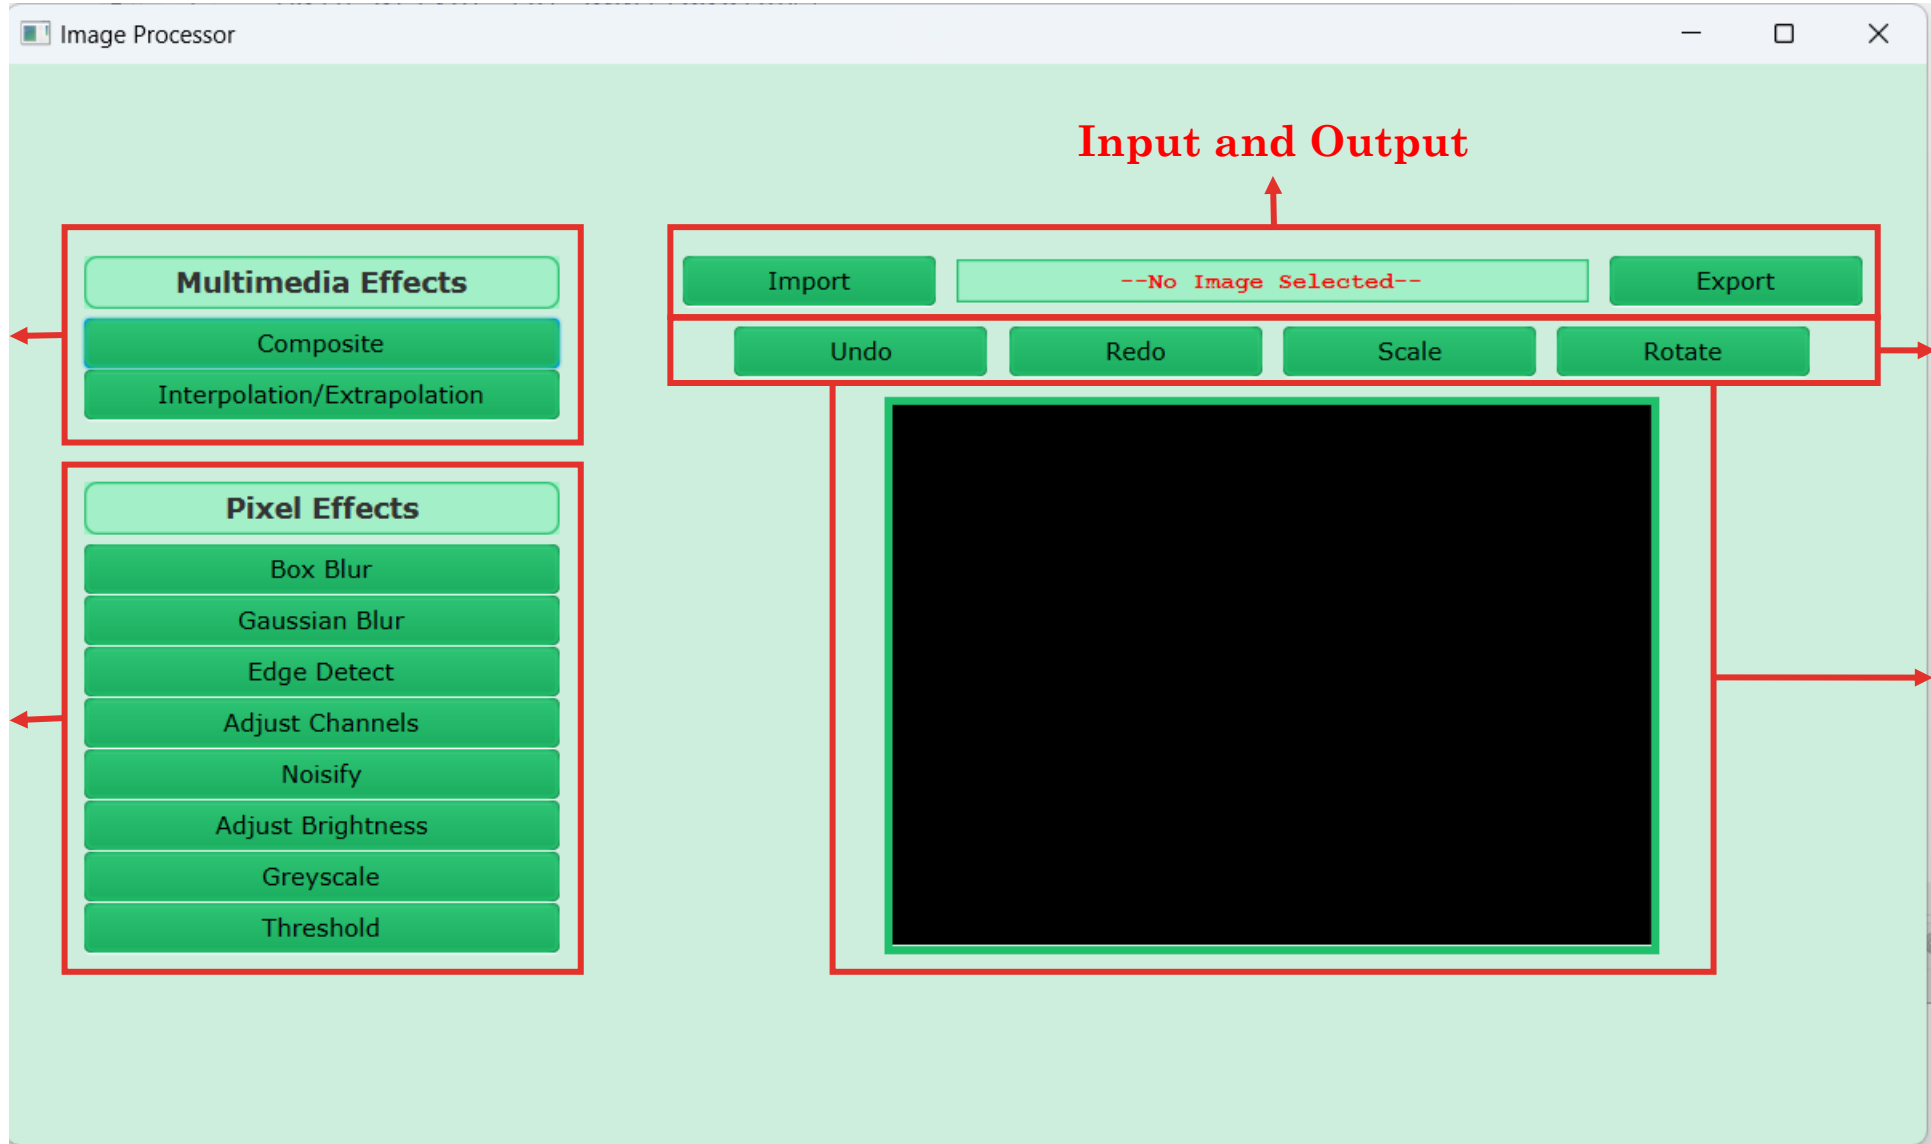 Image Processor
Input and Output
Multimedia Effects
Composite
Interpolation/Extrapolation
Import
--No Image Selected--
Export
Undo
Redo
Scale
Rotate
Pixel Effects
Box Blur
Gaussian Blur
Edge Detect
Adjust Channels
Noisify
Adjust Brightness
Greyscale
Threshold